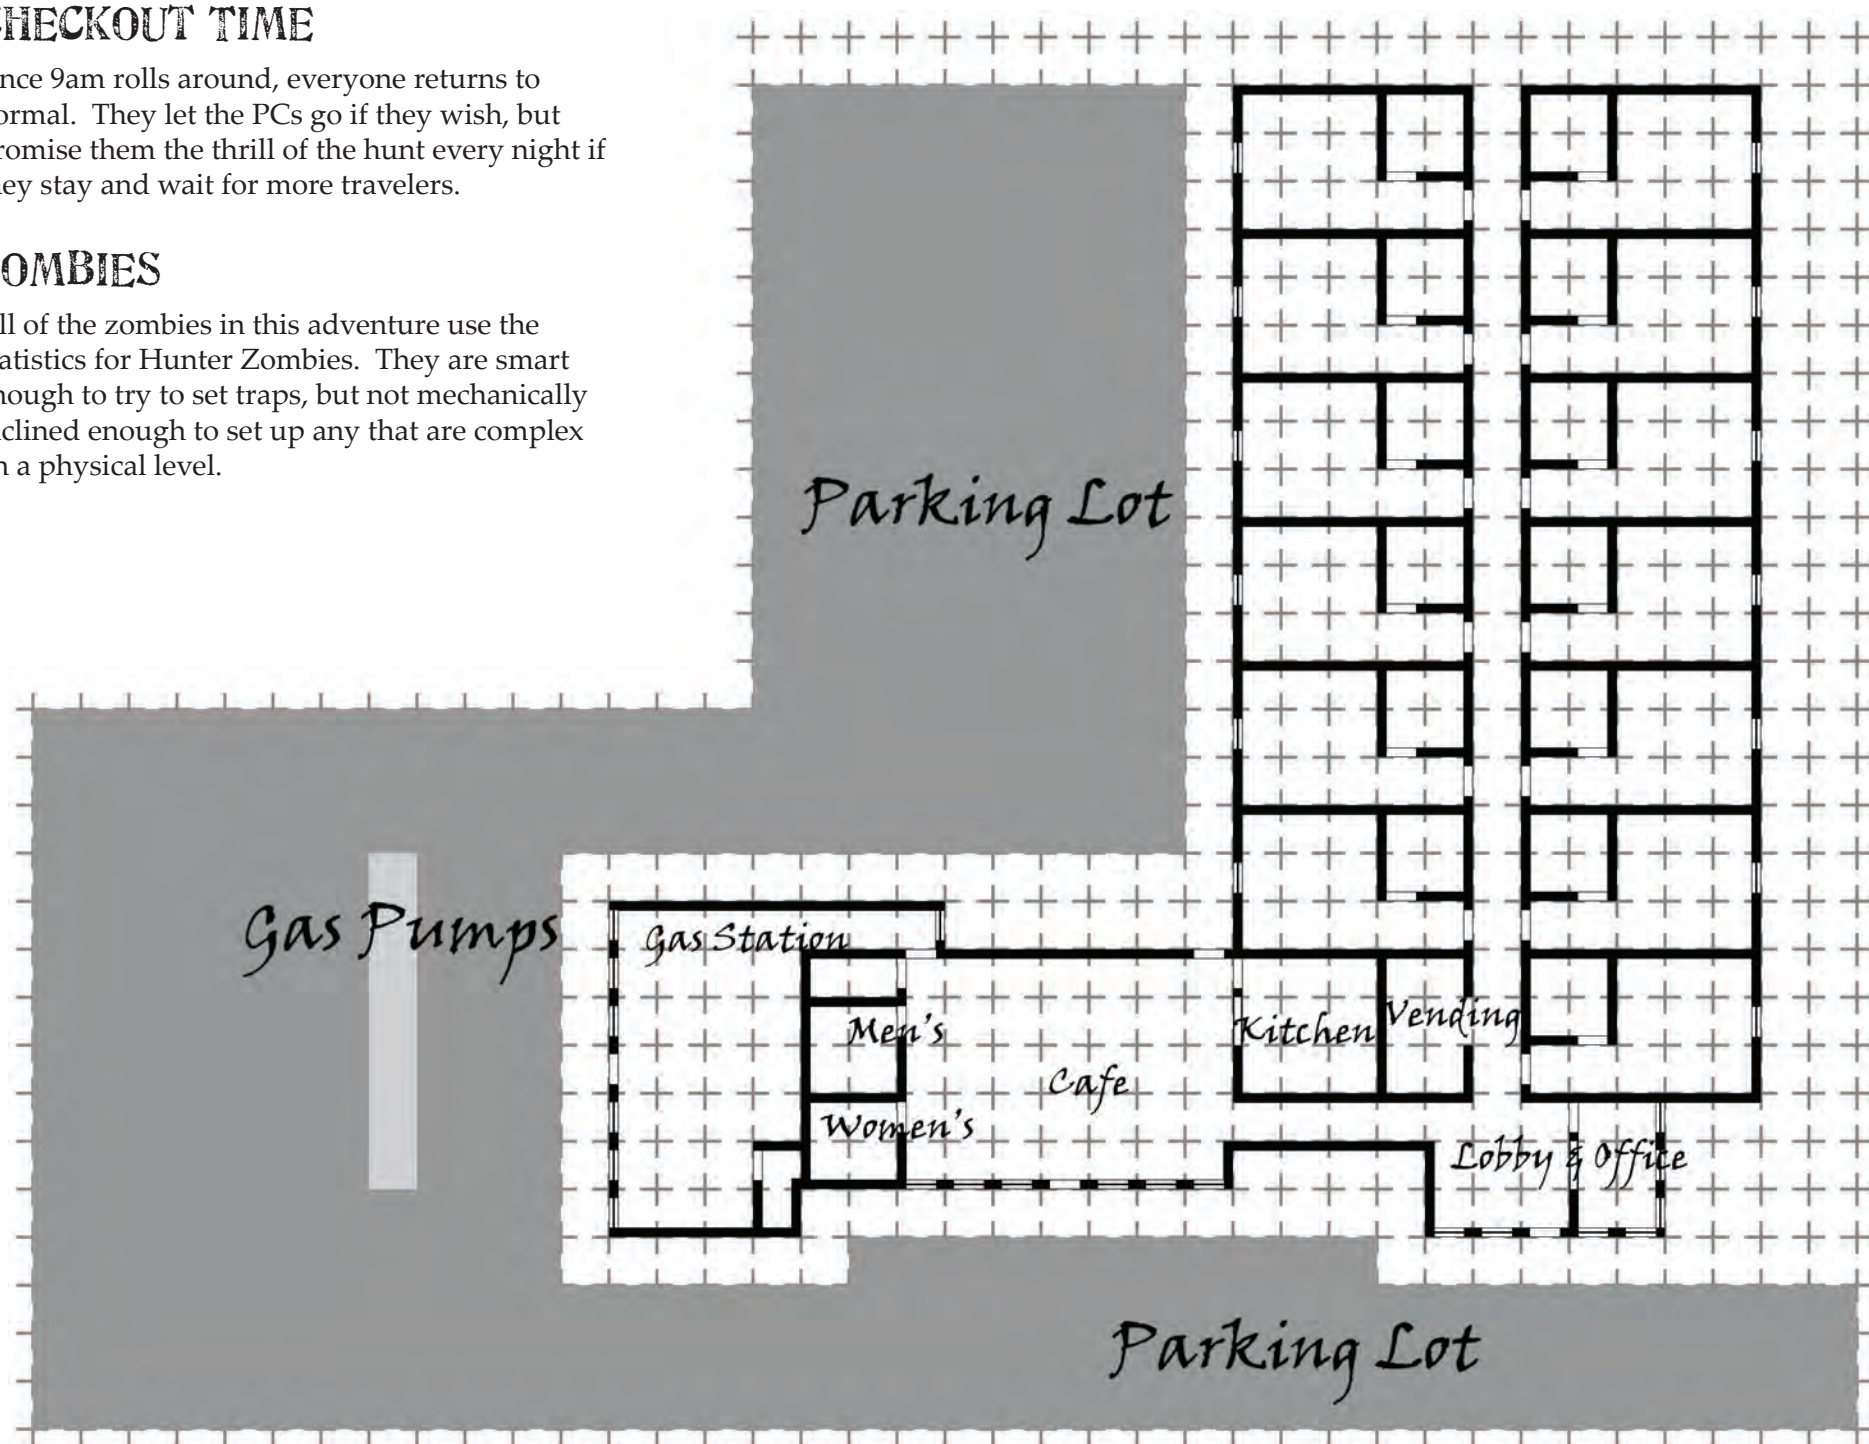 HECKOUT TIME
nce 9am rolls around, everyone returns to
ormal. They let the PCs go if they wish, but
romise them the thrill of the hunt every night if
ey stay and wait for more travelers.
OMBIES
ll of the zombies in this adventure use the
atistics for Hunter Zombies. They are smart
nough to try to set traps, but not mechanically
clined enough to set up any that are complex
n a physical level.
Parking Lot
Gas Pumps
Gas Station
Men's
Kitchen
Vending
Cafe
Women's
Lobby & Office
Parking Lot